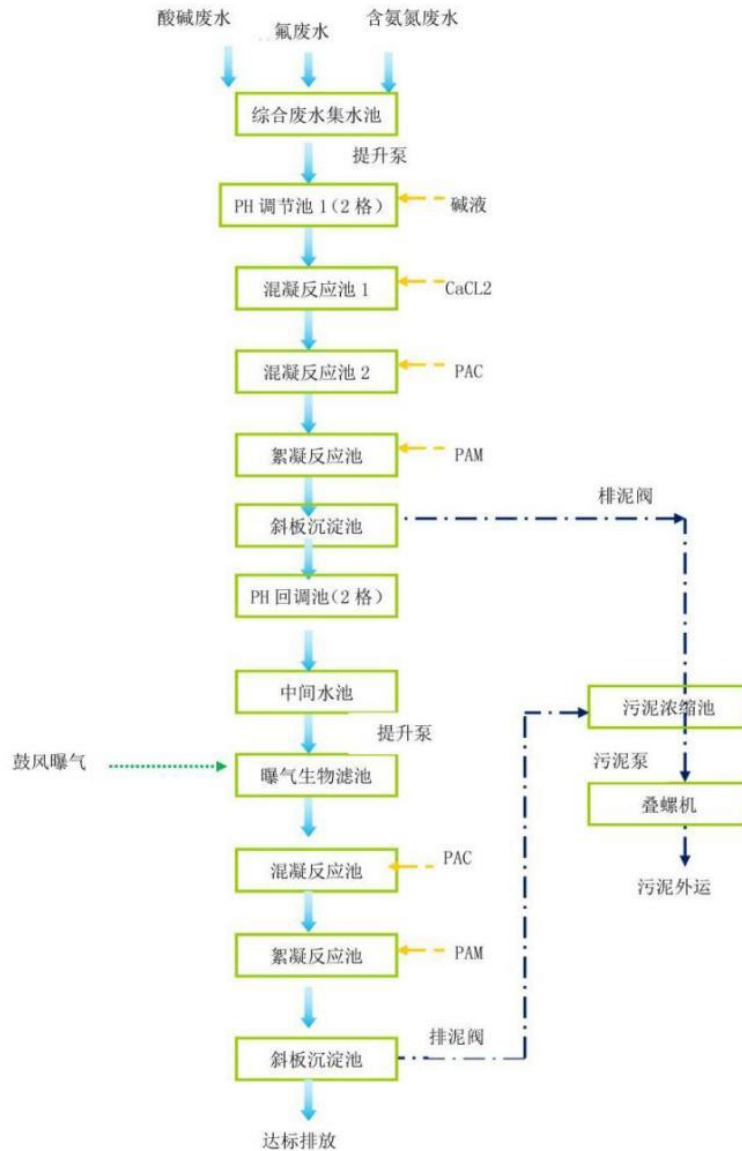 酸碱废水
氟废水
含氨氮废水
综合废水集水池
提升泵
PH 调节池 1(2 格)
碱液
混凝反应池 1
CaCL2
混凝反应池 2
PAC
絮凝反应池
PAM
斜板沉淀池
排泥阀
PH 回调池(2 格)
中间水池
污泥浓缩池
提升泵
鼓风曝气
曝气生物滤池
污泥泵
叠螺机
混凝反应池
PAC
污泥外运
絮凝反应池
PAM
斜板沉淀池
排泥阀
达标排放